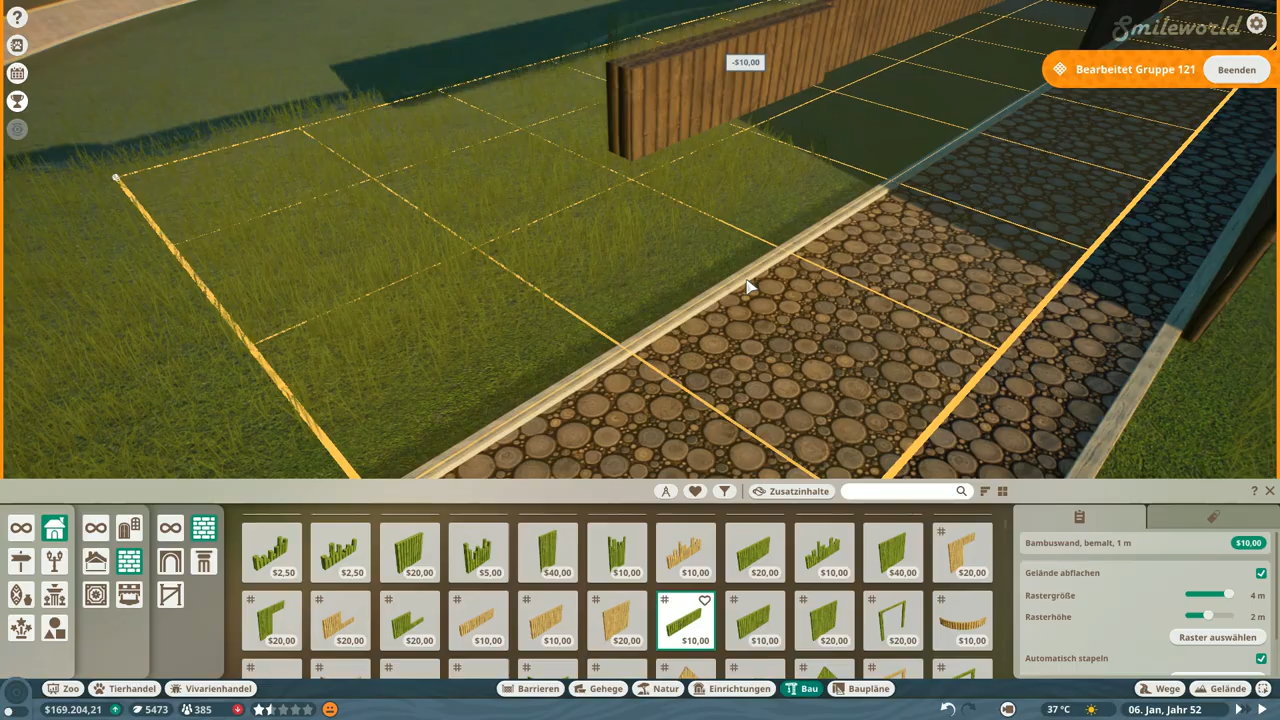 ?
Smileworld
-$10,00
Bearbeitet Gruppe 121
Beenden
Zusatzinhalte
?
$2,50
$2,50
$20,00
$5,00
$40,00
$10,00
$10,00
$20,00
$10,00
$40,00
$20,00
$20,00
$20,00
$20,00
$10,00
$10,00
$20,00
$10,00
$10,00
$20,00
$20,00
$10,00
Bambuswand, bemalt, 1 m
$10,00
Gelände abflachen
Rastergröße
4 m
Rasterhöhe
2 m
Raster auswählen
Automatisch stapeln
Zoo
Tierhandel
Vivarienhandel
Barrieren
Gehege
Natur
Einrichtungen
Bau
Baupläne
Wege
Gelände
$169.204,21
5473
385
37 °C
06. Jan, Jahr 52